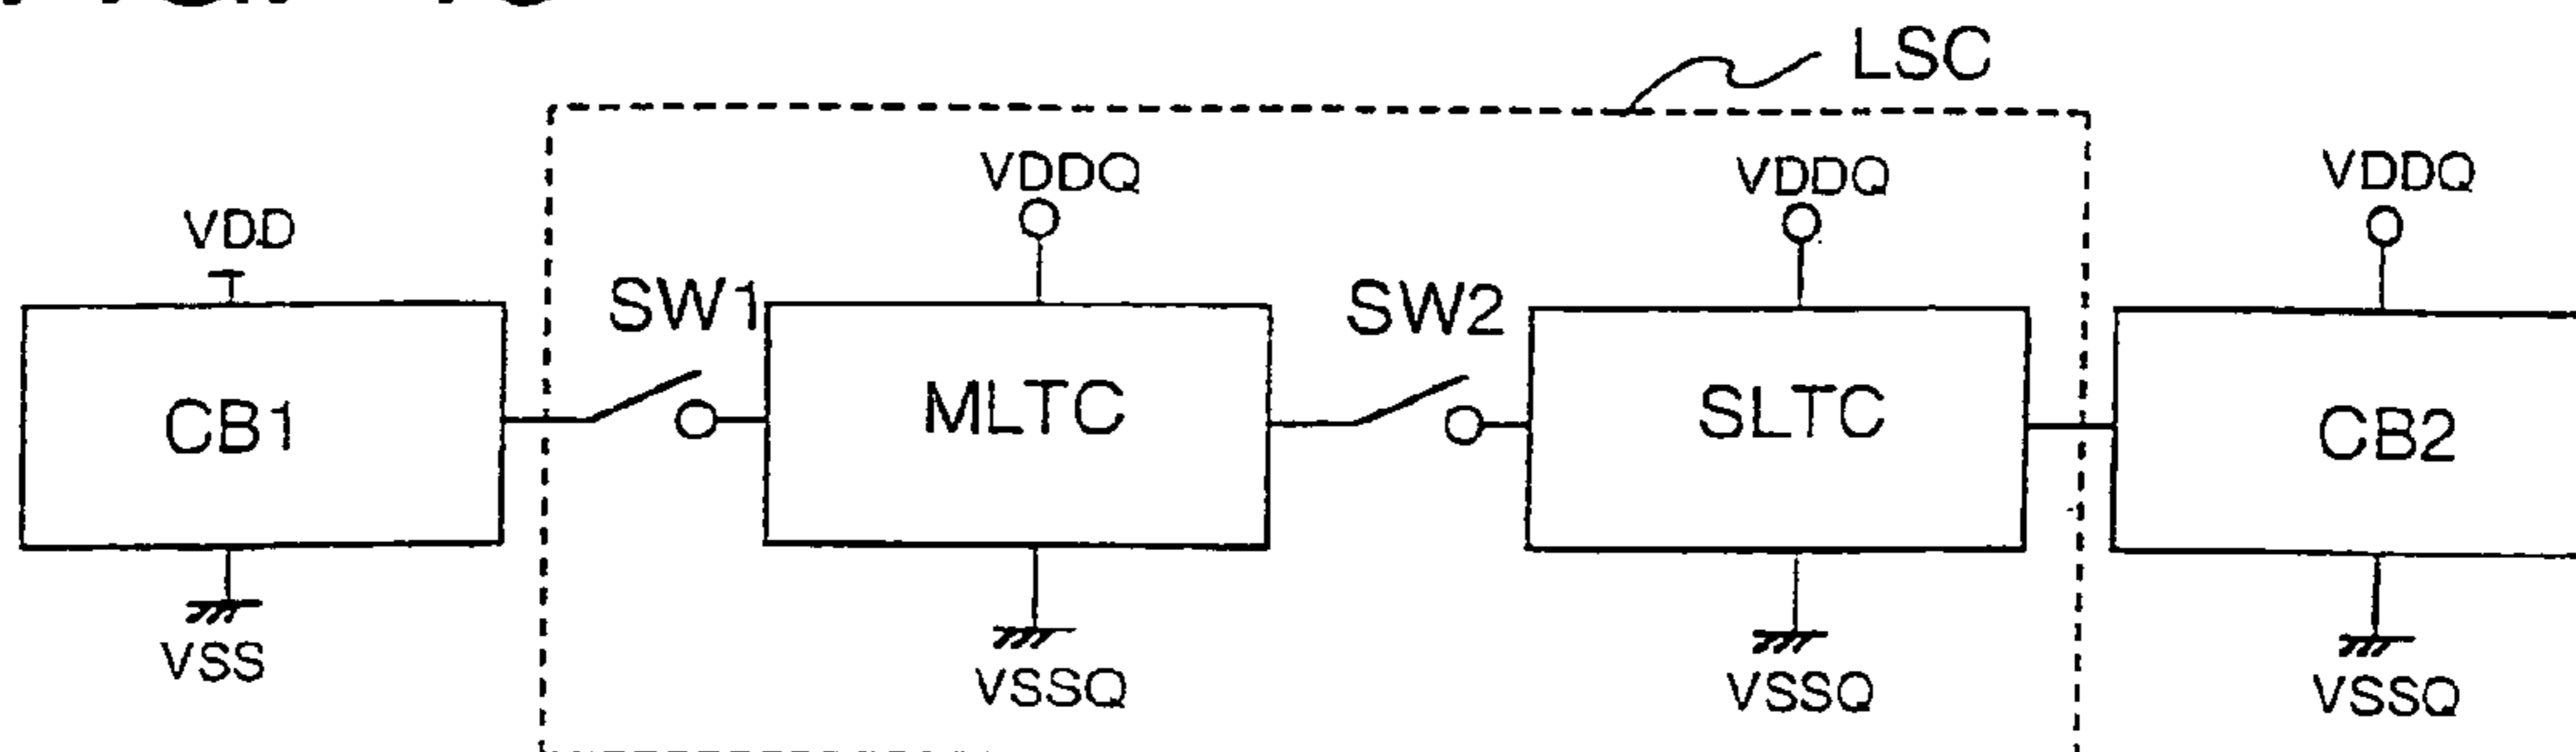 LSC
VDDQ
VDDQ
VDDQ
VDD
SW1
SW2
CB1
MLTC
SLTC
CB2
VSS
VSSQ
VSSQ
VSSQ